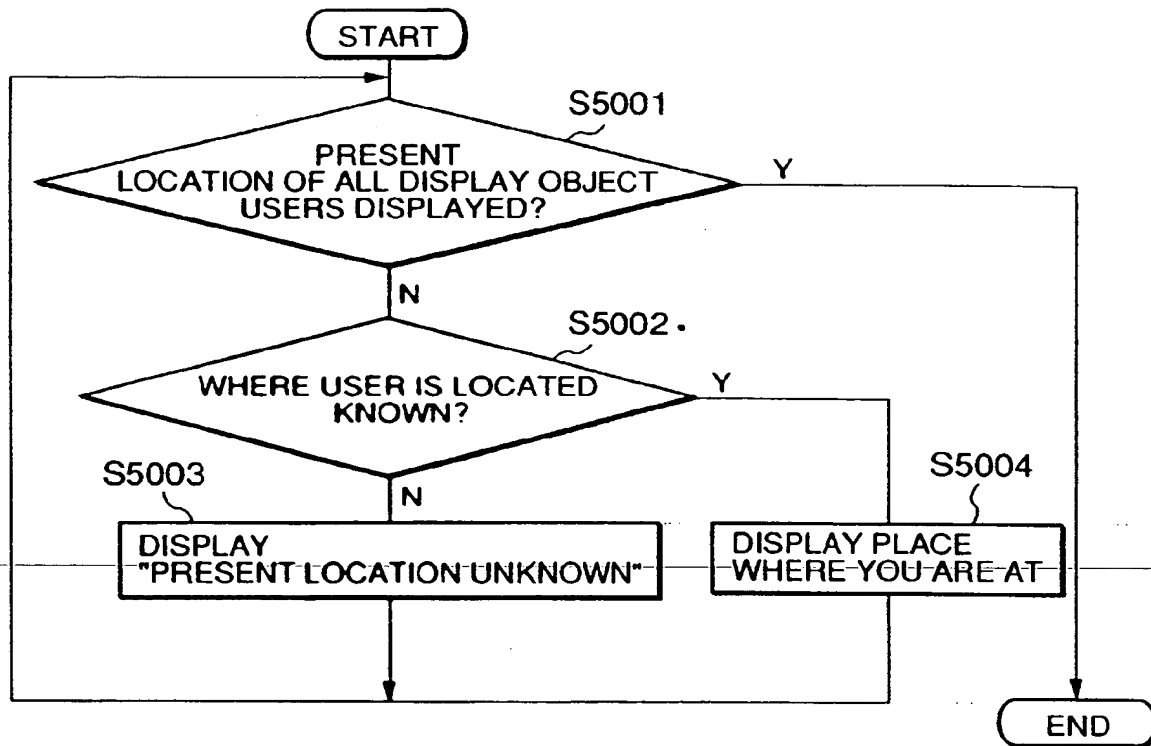 START
S5001
PRESENT
LOCATION OF ALL DISPLAY OBJECT
USERS DISPLAYED?
Y
N
S5002.
WHERE USER IS LOCATED
KNOWN?
Y
N
S5003
DISPLAY
"PRESENT LOCATION UNKNOWN"
S5004
DISPLAY PLACE
WHERE YOU ARE AT
END